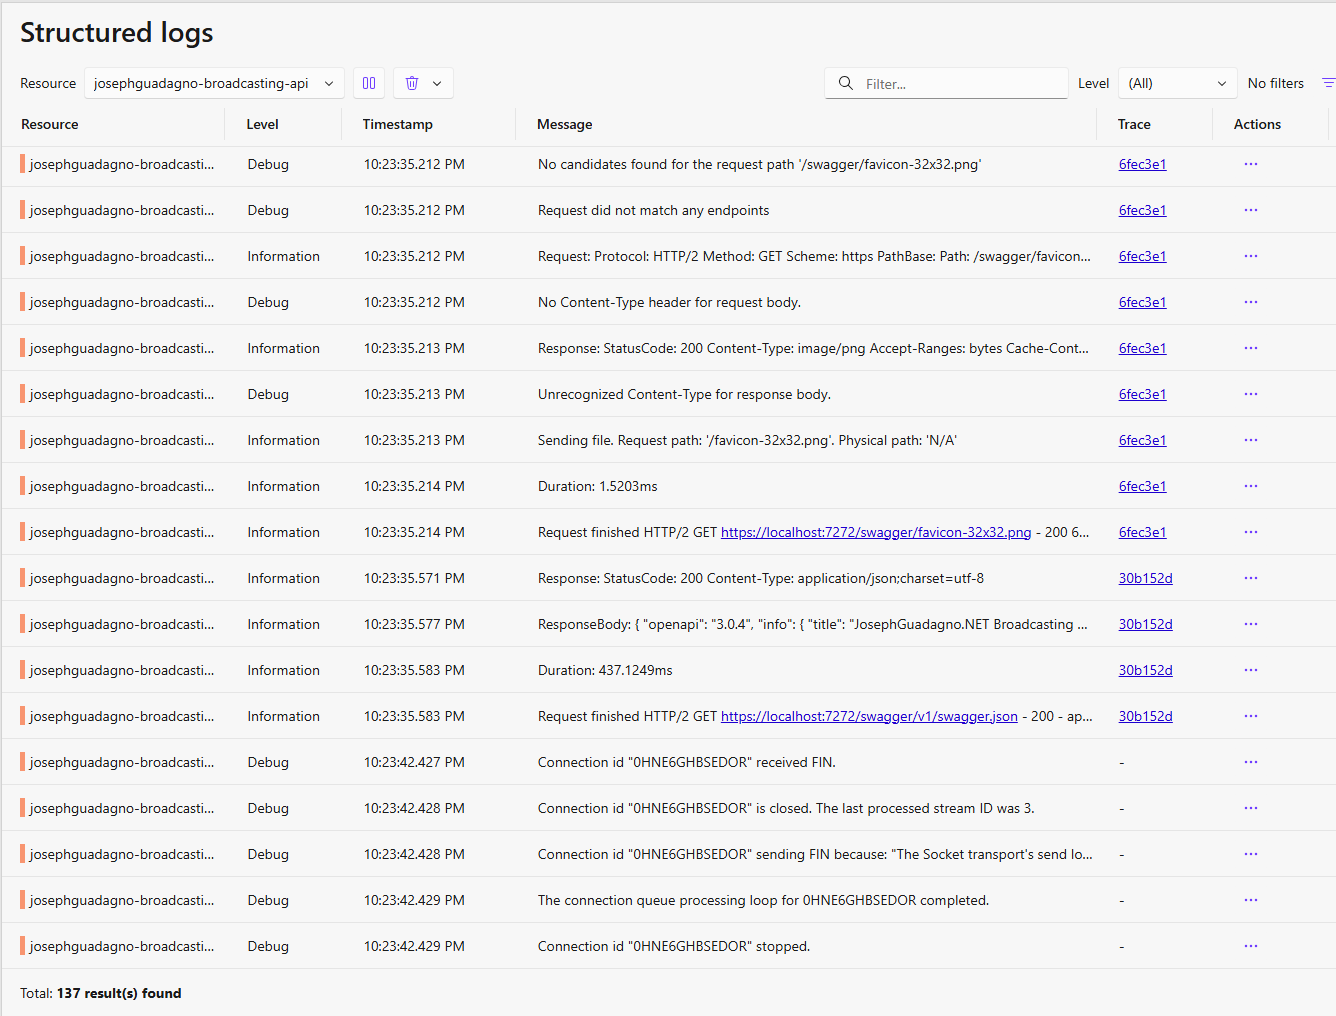 Structured logs
Resource josephguadagno-broadcasting-api Filter... Level (All) No filters
Resource Level Timestamp Message Trace Actions
josephguadagno-broadcasti... Debug 10:23:35.212 PM No candidates found for the request path '/swagger/favicon-32x32.png' 6fec3e1 ...
josephguadagno-broadcasti... Debug 10:23:35.212 PM Request did not match any endpoints 6fec3e1 ...
josephguadagno-broadcasti... Information 10:23:35.212 PM Request: Protocol: HTTP/2 Method: GET Scheme: https PathBase: Path: /swagger/favicon... 6fec3e1 ...
josephguadagno-broadcasti... Debug 10:23:35.212 PM No Content-Type header for request body. 6fec3e1 ...
josephguadagno-broadcasti... Information 10:23:35.213 PM Response: StatusCode: 200 Content-Type: image/png Accept-Ranges: bytes Cache-Cont... 6fec3e1 ...
josephguadagno-broadcasti... Debug 10:23:35.213 PM Unrecognized Content-Type for response body. 6fec3e1 ...
josephguadagno-broadcasti... Information 10:23:35.213 PM Sending file. Request path: '/favicon-32x32.png'. Physical path: 'N/A' 6fec3e1 ...
josephguadagno-broadcasti... Information 10:23:35.214 PM Duration: 1.5203ms 6fec3e1 ...
josephguadagno-broadcasti... Information 10:23:35.214 PM Request finished HTTP/2 GET https://localhost:7272/swagger/favicon-32x32.png - 200 6... 6fec3e1 ...
josephguadagno-broadcasti... Information 10:23:35.571 PM Response: StatusCode: 200 Content-Type: application/json;charset=utf-8 30b152d ...
josephguadagno-broadcasti... Information 10:23:35.577 PM ResponseBody: { "openapi": "3.0.4", "info": { "title": "JosephGuadagno.NET Broadcasting ... 30b152d ...
josephguadagno-broadcasti... Information 10:23:35.583 PM Duration: 437.1249ms 30b152d ...
josephguadagno-broadcasti... Information 10:23:35.583 PM Request finished HTTP/2 GET https://localhost:7272/swagger/v1/swagger.json - 200 - ap... 30b152d ...
josephguadagno-broadcasti... Debug 10:23:42.427 PM Connection id "0HNE6GHBSEDOR" received FIN. - ...
josephguadagno-broadcasti... Debug 10:23:42.428 PM Connection id "0HNE6GHBSEDOR" is closed. The last processed stream ID was 3. - ...
josephguadagno-broadcasti... Debug 10:23:42.428 PM Connection id "0HNE6GHBSEDOR" sending FIN because: "The Socket transport's send lo... - ...
josephguadagno-broadcasti... Debug 10:23:42.429 PM The connection queue processing loop for 0HNE6GHBSEDOR completed. - ...
josephguadagno-broadcasti... Debug 10:23:42.429 PM Connection id "0HNE6GHBSEDOR" stopped. - ...
Total: 137 result(s) found